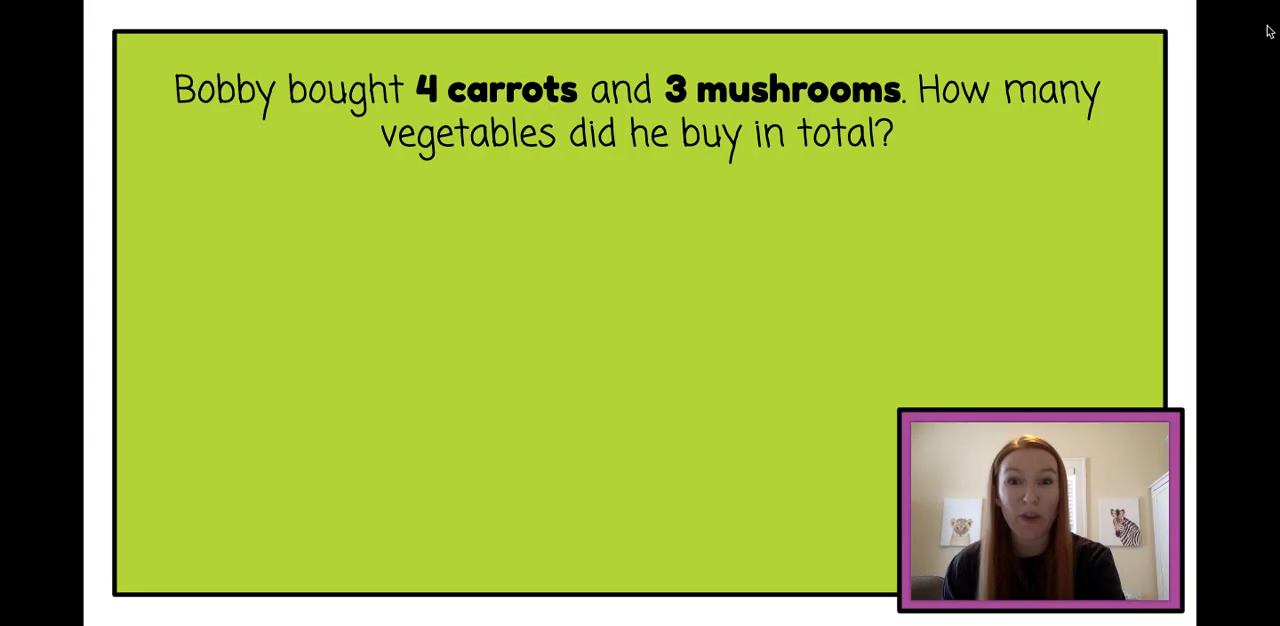 Bobby bought 4 carrots and 3 mushrooms. How many
vegetables did he buy in total?